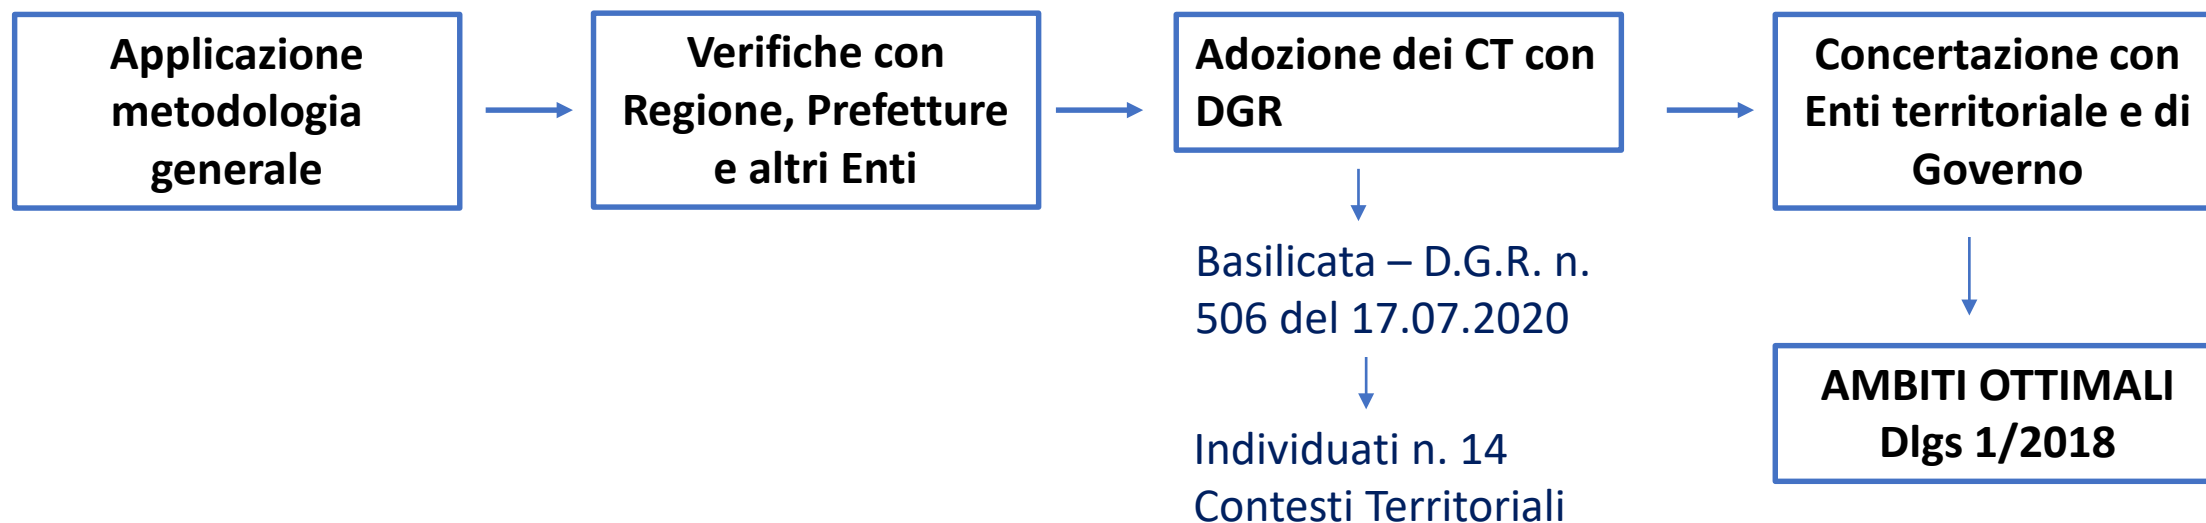 Applicazione
metodologia
generale
Verifiche con
Regione, Prefetture
e altri Enti
Adozione dei CT con
DGR
Basilicata – D.G.R. n.
506 del 17.07.2020
Individuati n. 14
Contesti Territoriali
Concertazione con
Enti territoriale e di
Governo
AMBITI OTTIMALI
Dlgs 1/2018